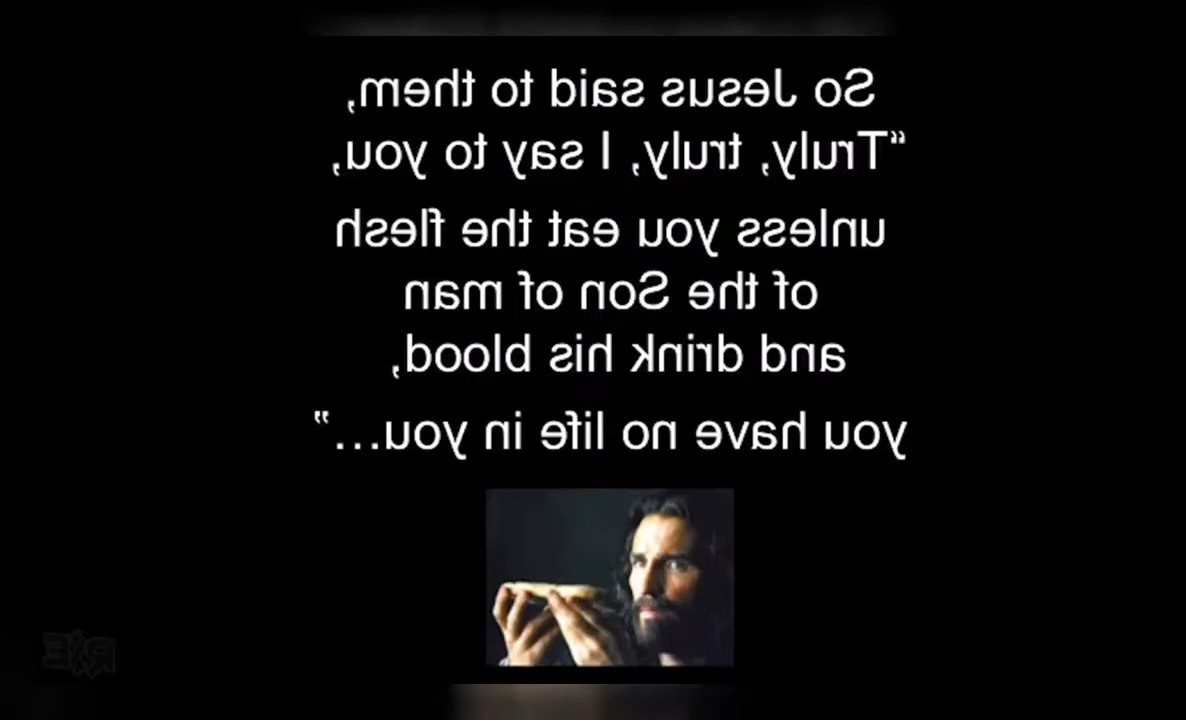 So Jesus said to them,
“Truly, truly, I say to you,
unless you eat the flesh
of the Son of man
and drink his blood,
you have no life in you...”